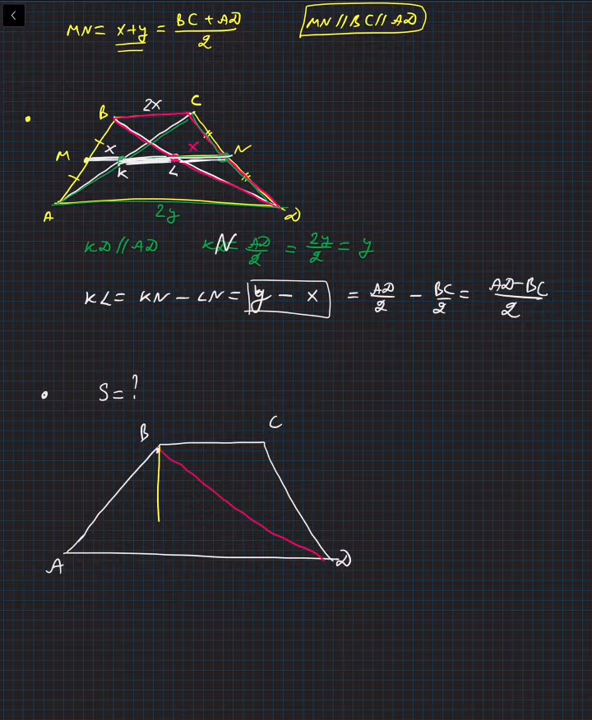 MN = x+y = (BC + AD)/2
MN // BC // AD
2x
B C
M x K L x N
A 2y D
KD // AD KN = AD/2 = 2y/2 = y
KL = KN - LN = y - x = AD/2 - BC/2 = (AD-BC)/2
S = ?
B C
A D